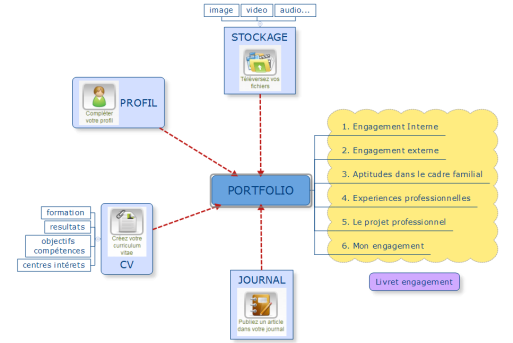 image
video
audio...
STOCKAGE
Téléversez vos
fichiers
PROFIL
Compléter
votre profil
PORTFOLIO
1. Engagement Interne
2. Engagement externe
3. Aptitudes dans le cadre familial
4. Experiences professionnelles
5. Le projet professionnel
6. Mon engagement
Livret engagement
formation
resultats
objectifs
compétences
centres intérets
Créez votre
curriculum
vitae
CV
JOURNAL
Publiez un article
dans votre journal